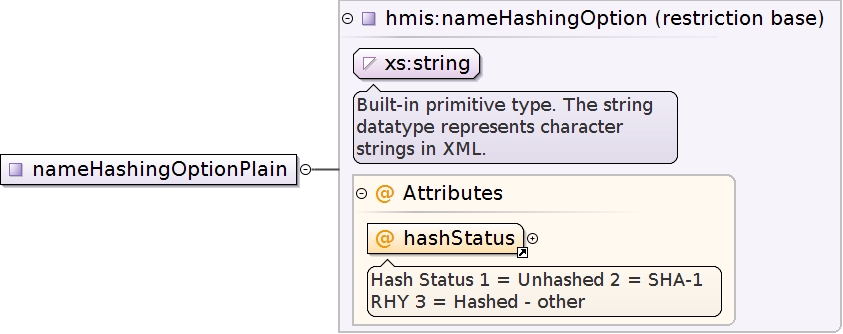 hmis:nameHashingOption (restriction base)
xs:string
Built-in primitive type. The string
datatype represents character
strings in XML.
nameHashingOptionPlain
@ Attributes
@ hashStatus
Hash Status 1 = Unhashed 2 = SHA-1
RHY 3 = Hashed - other